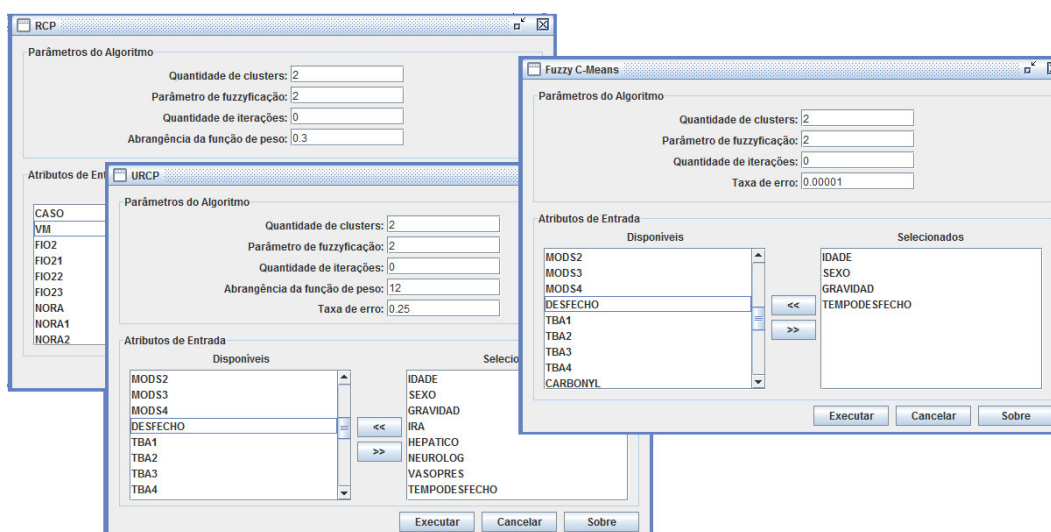 RCP
Parâmetros do Algoritmo
Quantidade de clusters: 2
Parâmetro de fuzzyficação: 2
Quantidade de iterações: 0
Abrangência da função de peso: 0.3
Atributos de
CASO
VM
FIO2
FIO21
FIO22
FIO23
NORA
NORA1
NORA2
URCP
Parâmetros do Algoritmo
Quantidade de clusters: 2
Parâmetro de fuzzyficação: 2
Quantidade de iterações: 0
Abrangência da função de peso: 12
Taxa de erro: 0.25
Atributos de Entrada
Disponíveis
MODS2
MODS3
MODS4
DESFECHO
TBA1
TBA2
TBA3
TBA4
<<
>>
IDADE
SEXO
GRAVIDAD
IRA
HEPATICO
NEUROLOG
VASOPRES
TEMPODESFECHO
Executar Cancelar Sobre
Fuzzy C-Means
Parâmetros do Algoritmo
Quantidade de clusters: 2
Parâmetro de fuzzyficação: 2
Quantidade de iterações: 0
Taxa de erro: 0.00001
Atributos de Entrada
Disponíveis
MODS2
MODS3
MODS4
DESFECHO
TBA1
TBA2
TBA3
TBA4
CARBONYL
<<
>>
Selecionados
IDADE
SEXO
GRAVIDAD
TEMPODESFECHO
Executar Cancelar Sobre